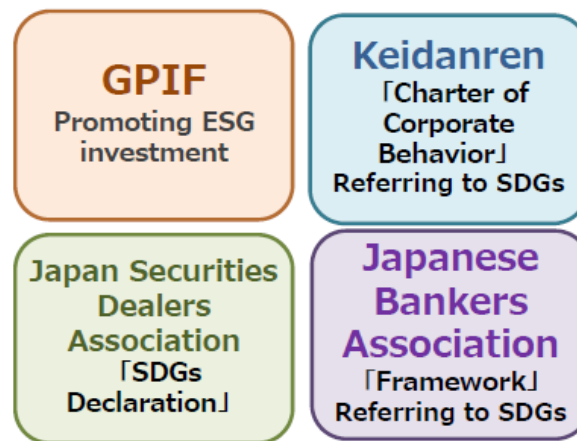 GPIF
Promoting ESG
investment
Keidanren
「Charter of
Corporate
Behavior」
Referring to SDGs
Japan Securities
Dealers
Association
「SDGs
Declaration」
Japanese
Bankers
Association
「Framework」
Referring to SDGs